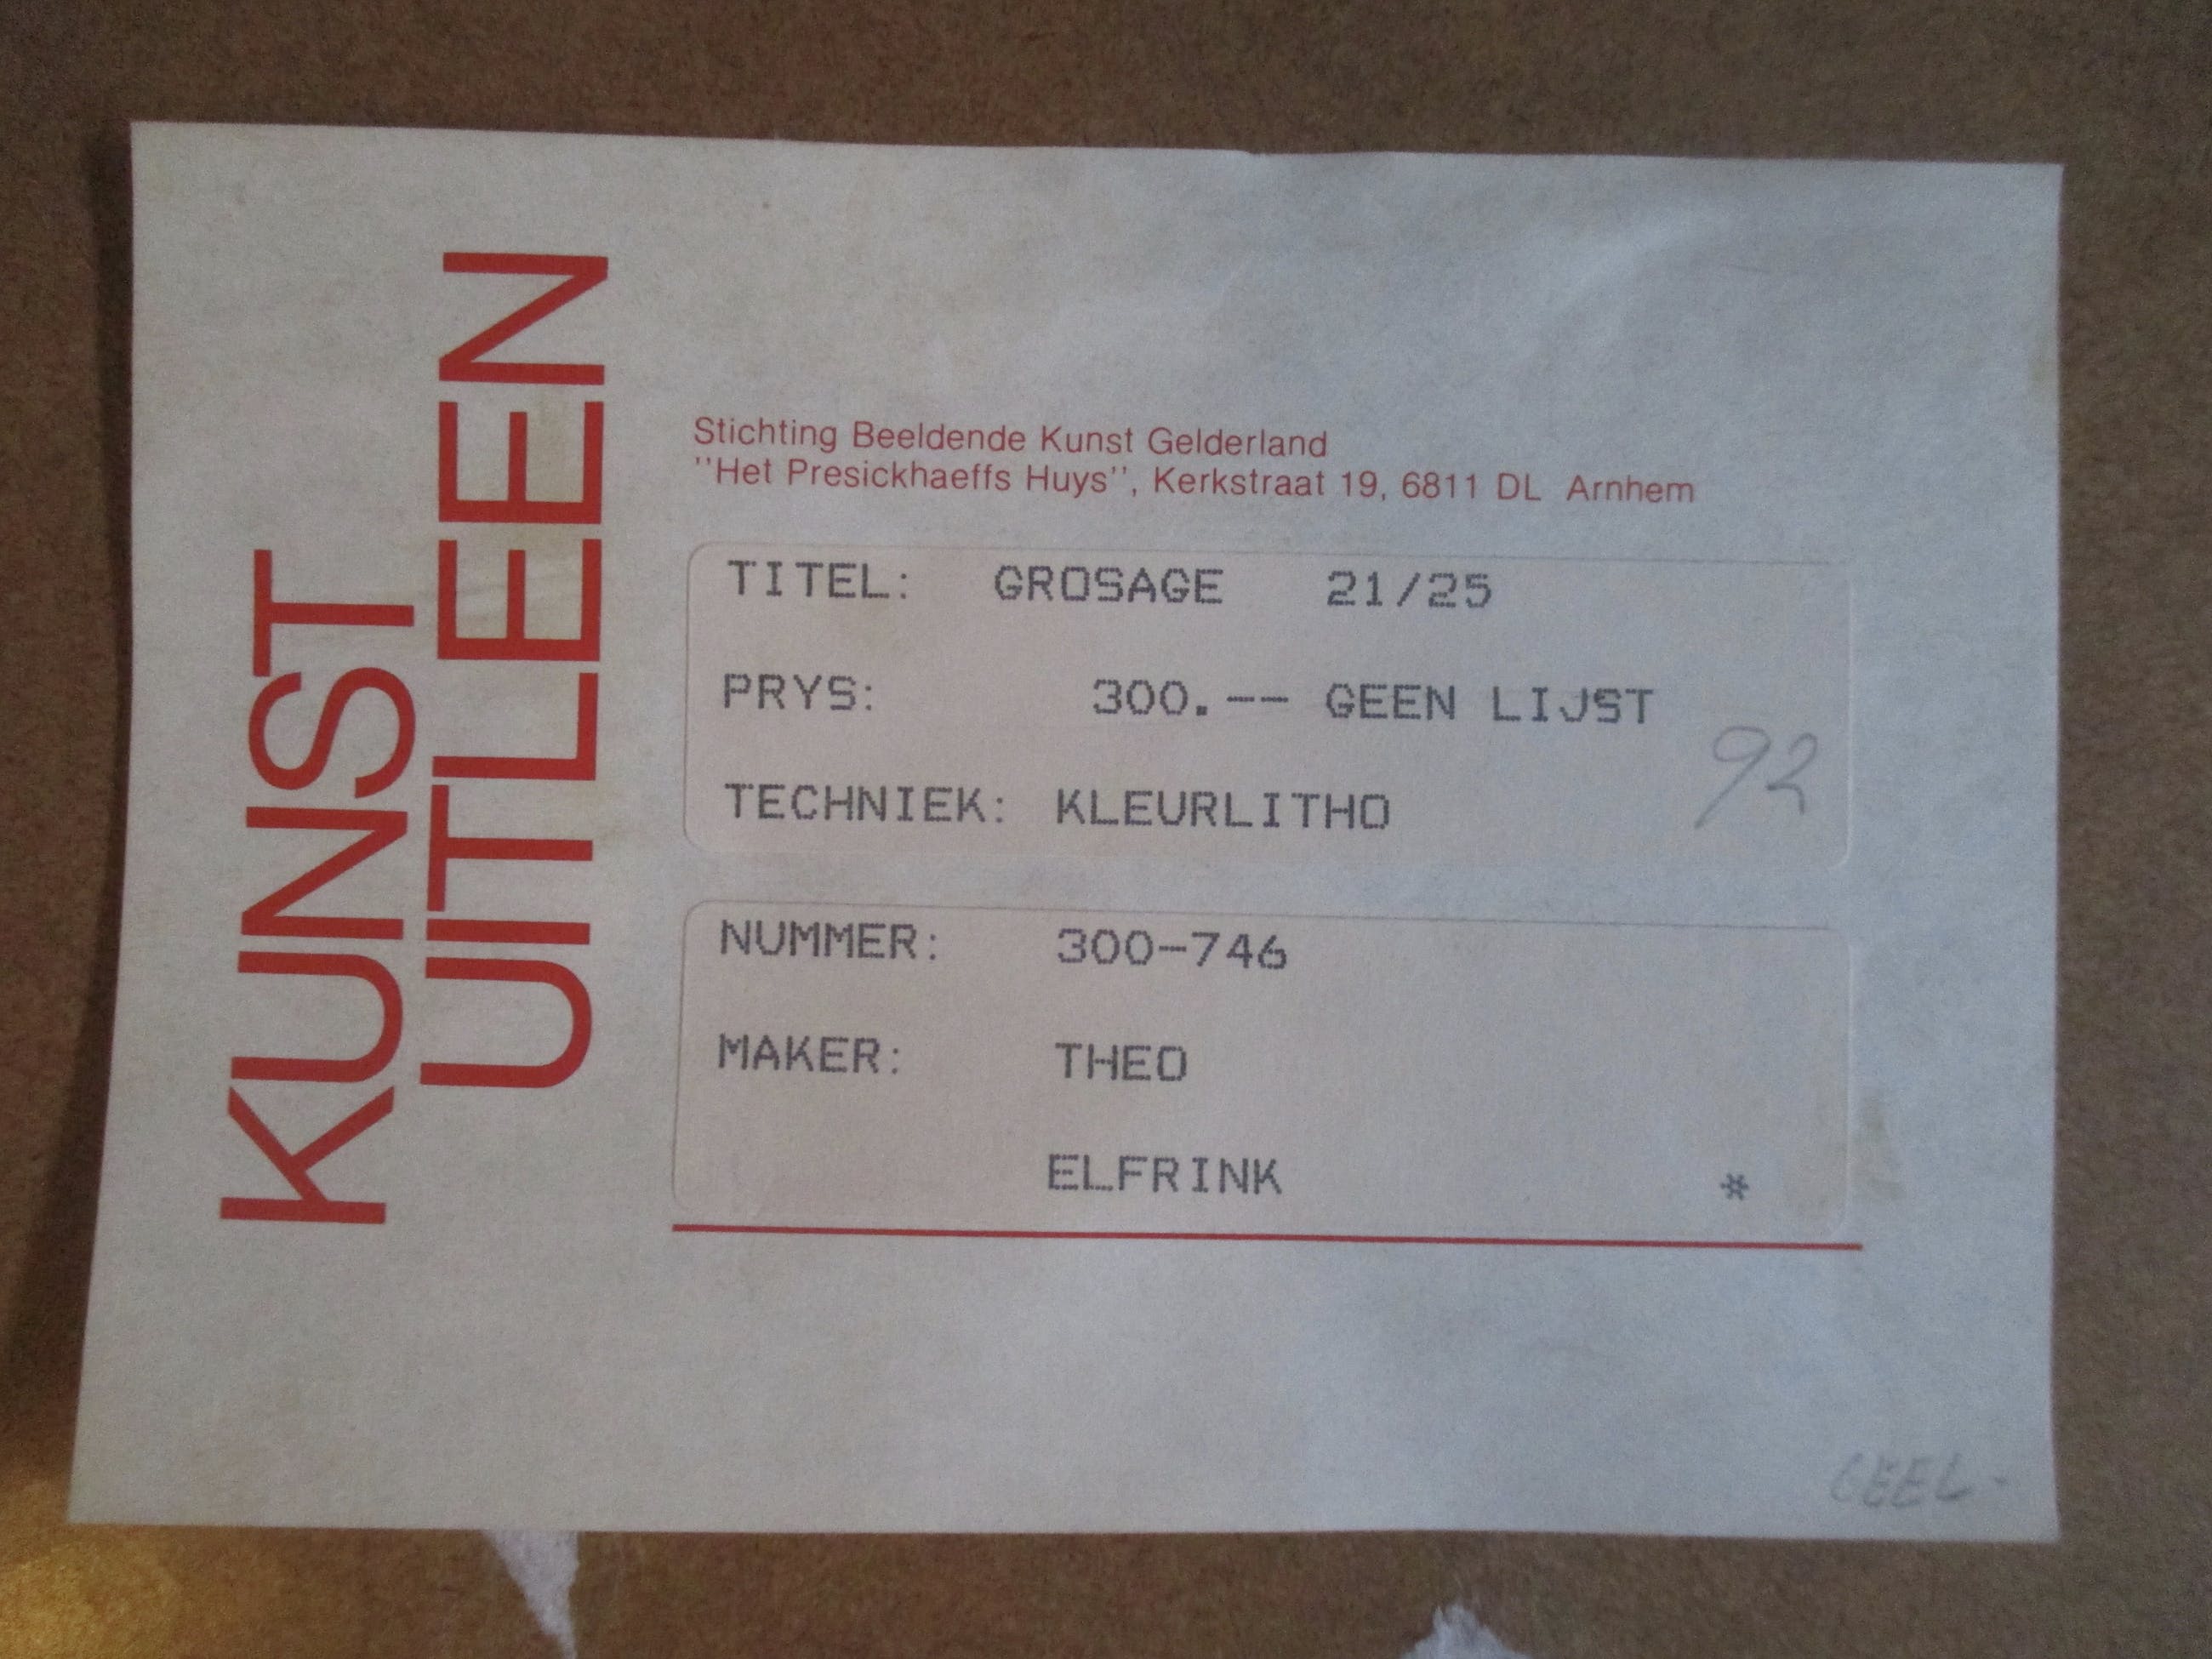 KUNST
UITLEEN
Stichting Beeldende Kunst Gelderland
''Het Presickhaeffs Huys'', Kerkstraat 19, 6811 DL Arnhem
TITEL: GROSAGE 21/25
PRYS: 300.-- GEEN LIJST
92
TECHNIEK: KLEURLITHO
NUMMER: 300-746
MAKER: THEO
ELFRINK *